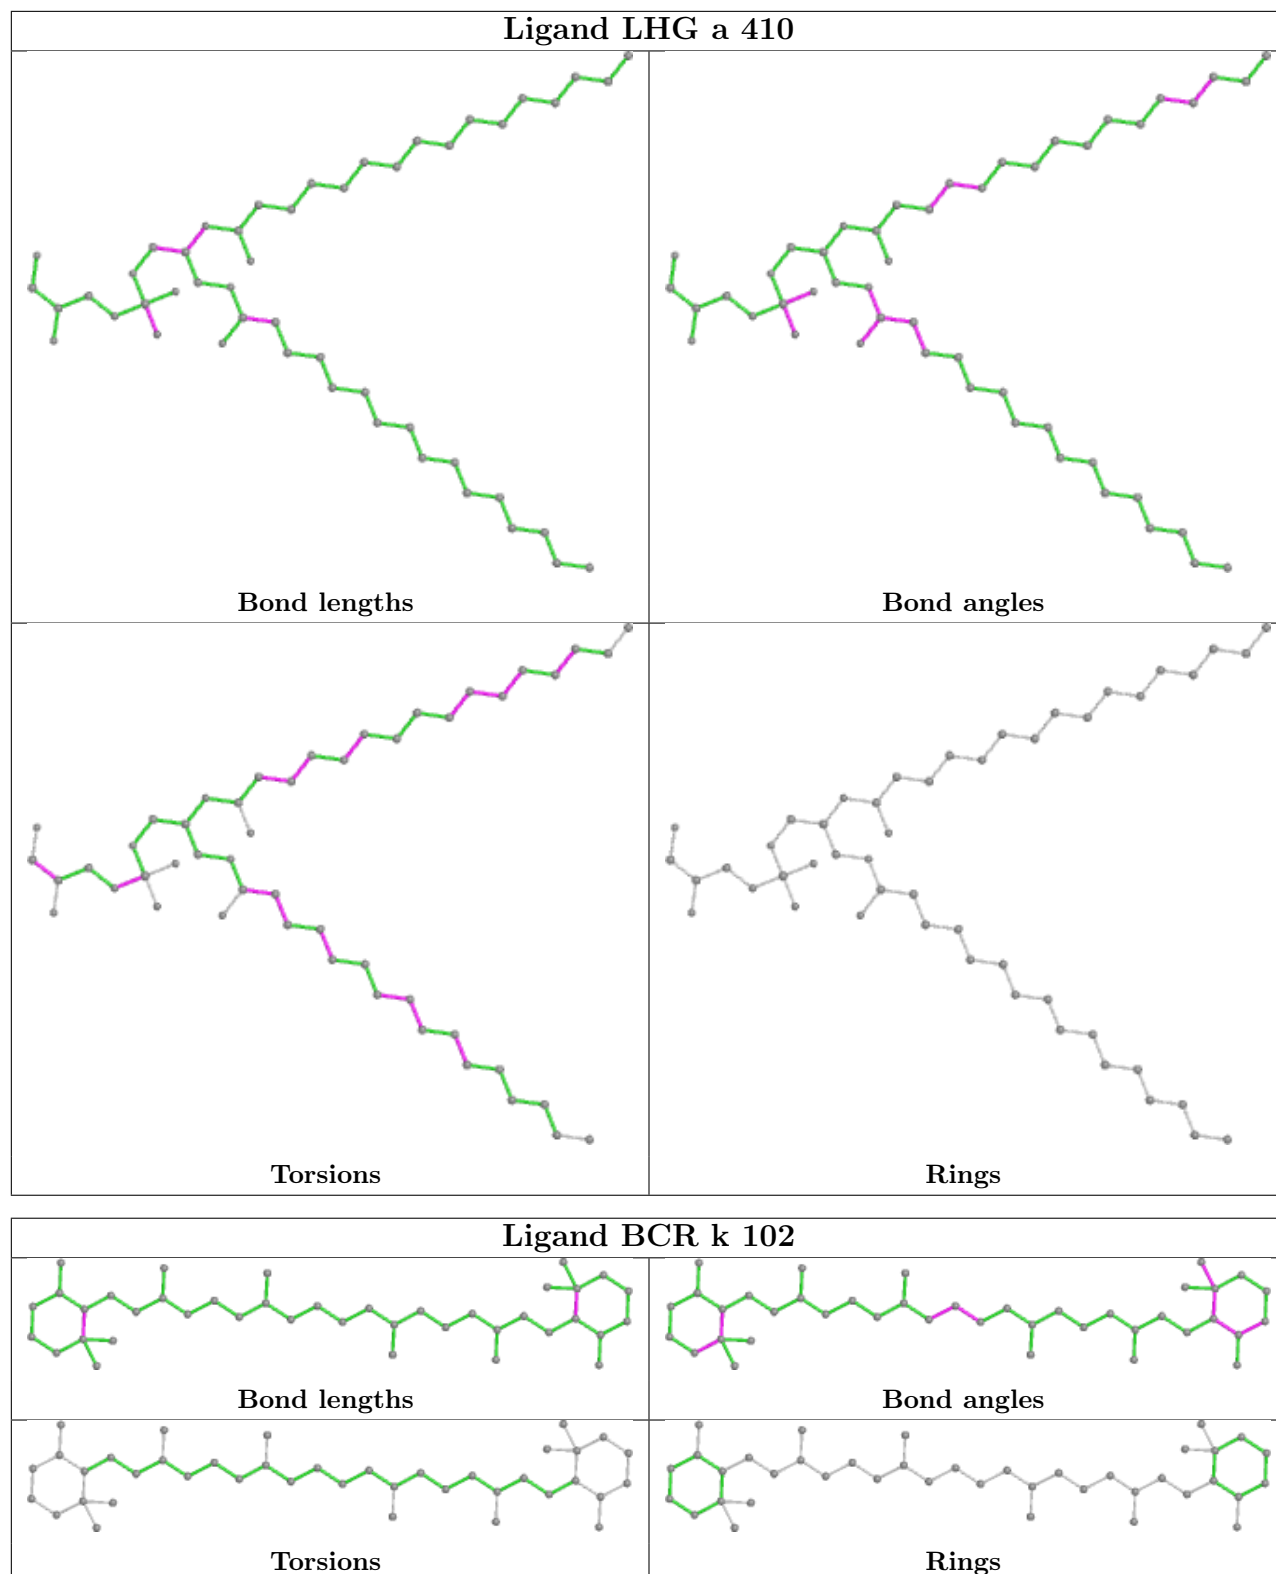 Ligand LHG a 410
Bond lengths
Bond angles
Torsions
Rings
Ligand BCR k 102
Bond lengths
Bond angles
Torsions
Rings